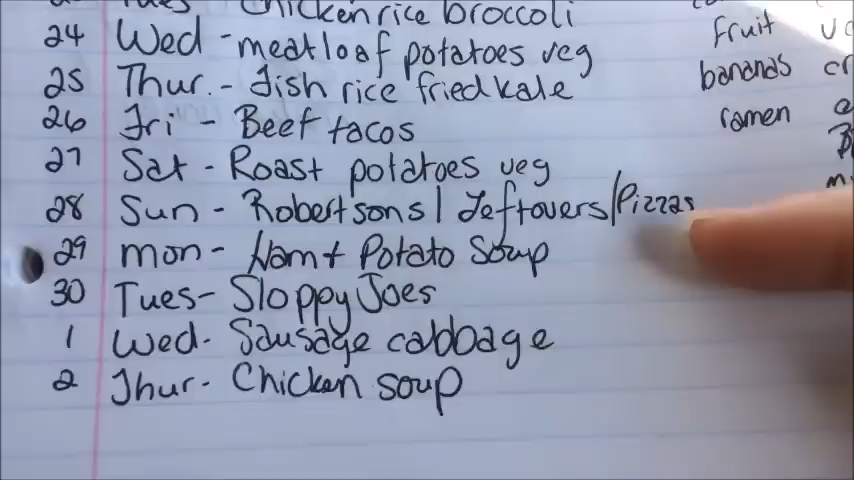 Chicken rice broccoli
24 Wed - meatloaf potatoes veg
25 Thur. - Fish rice fried kale
26 Fri - Beef tacos
27 Sat - Roast potatoes veg
28 Sun - Robertsons / Leftovers/Pizzas
29 mon - Ham + Potato Soup
30 Tues - Sloppy Joes
1 Wed - Sausage cabbage
2 Thur - Chicken soup
fruit
bananas
ramen